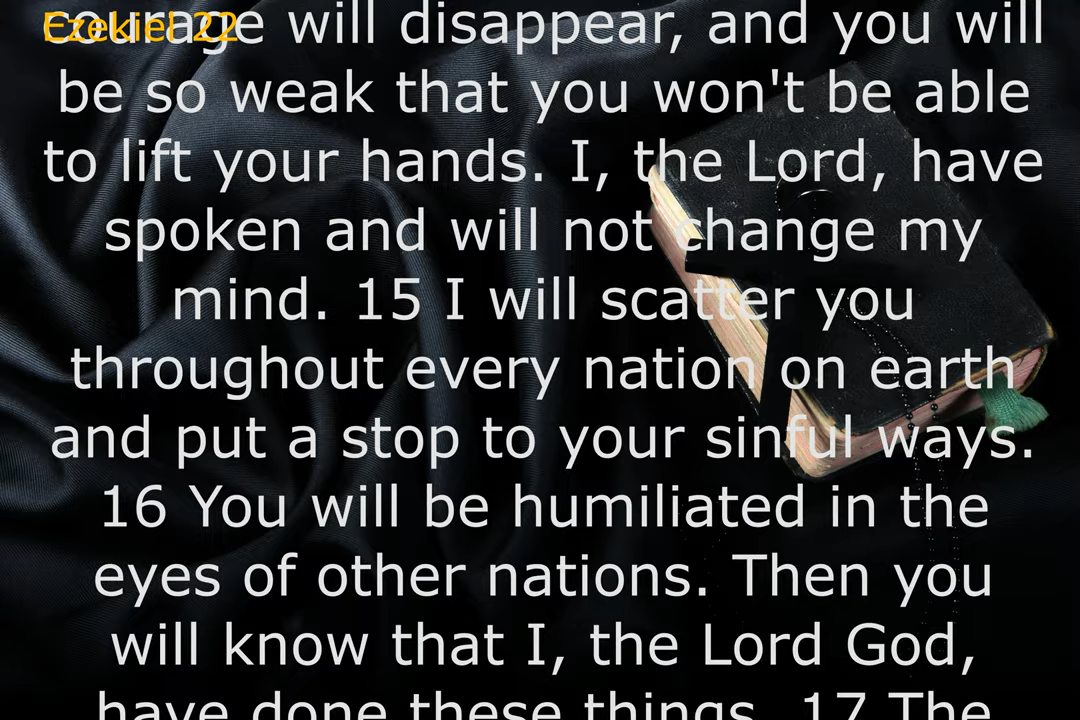 Ezekiel 22
courage will disappear, and you will
be so weak that you won't be able
to lift your hands. I, the Lord, have
spoken and will not change my
mind. 15 I will scatter you
throughout every nation on earth
and put a stop to your sinful ways.
16 You will be humiliated in the
eyes of other nations. Then you
will know that I, the Lord God,
have done these things. 17 The